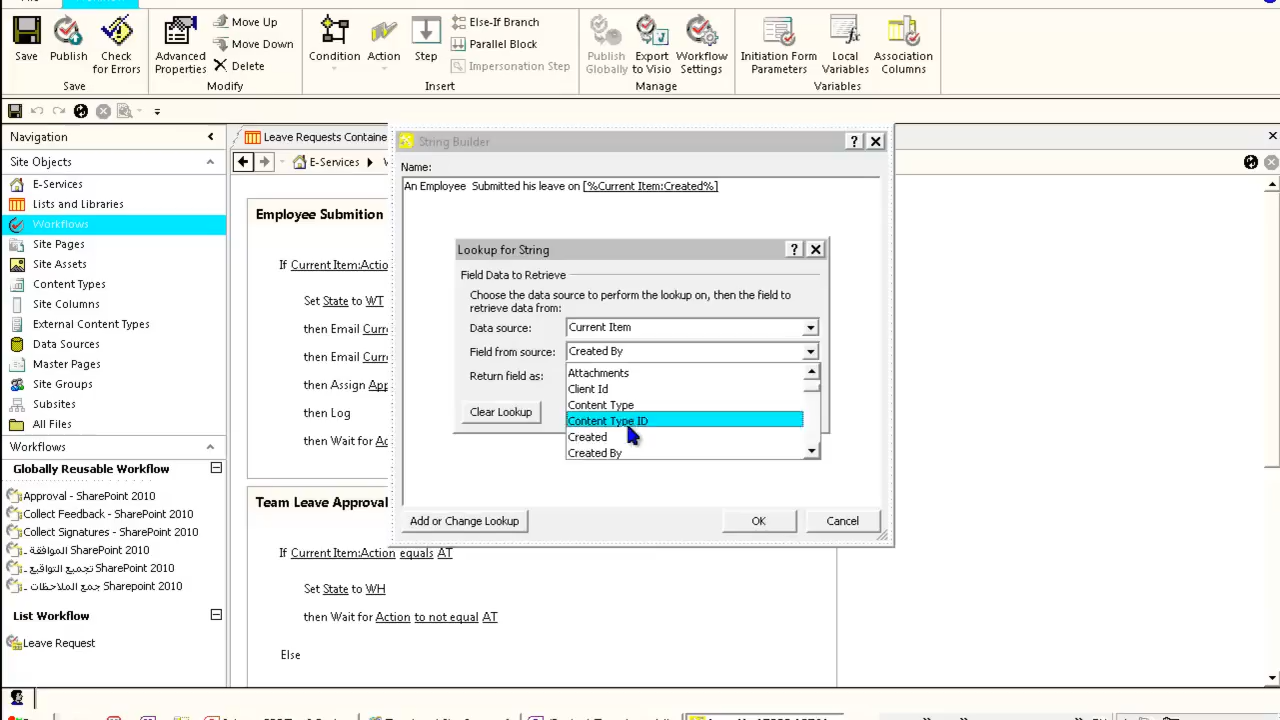 Save
Publish
Check for Errors
Save
Advanced Properties
Move Up
Move Down
Delete
Modify
Condition
Action
Step
Else-If Branch
Parallel Block
Impersonation Step
Insert
Publish Globally
Export to Visio
Workflow Settings
Manage
Initiation Form Parameters
Local Variables
Association Columns
Variables
Navigation
Site Objects
E-Services
Lists and Libraries
Workflows
Site Pages
Site Assets
Content Types
Site Columns
External Content Types
Data Sources
Master Pages
Site Groups
Subsites
All Files
Workflows
Globally Reusable Workflow
Approval - SharePoint 2010
Collect Feedback - SharePoint 2010
Collect Signatures - SharePoint 2010
الموافقة ـ SharePoint 2010
تجميع التواقيع ـ SharePoint 2010
جمع الملاحظات ـ Sharepoint 2010
List Workflow
Leave Request
Leave Requests Containe
E-Services
Employee Submition
If Current Item:Actio
Set State to WT
then Email Curre
then Email Curre
then Assign App
then Log
then Wait for Ac
Team Leave Approval
If Current Item:Action equals AT
Set State to WH
then Wait for Action to not equal AT
Else
String Builder
Name:
An Employee Submitted his leave on [%Current Item:Created%]
Lookup for String
Field Data to Retrieve
Choose the data source to perform the lookup on, then the field to
retrieve data from:
Data source: Current Item
Field from source: Created By
Return field as:
Attachments
Client Id
Content Type
Content Type ID
Created
Created By
Clear Lookup
Add or Change Lookup
OK
Cancel